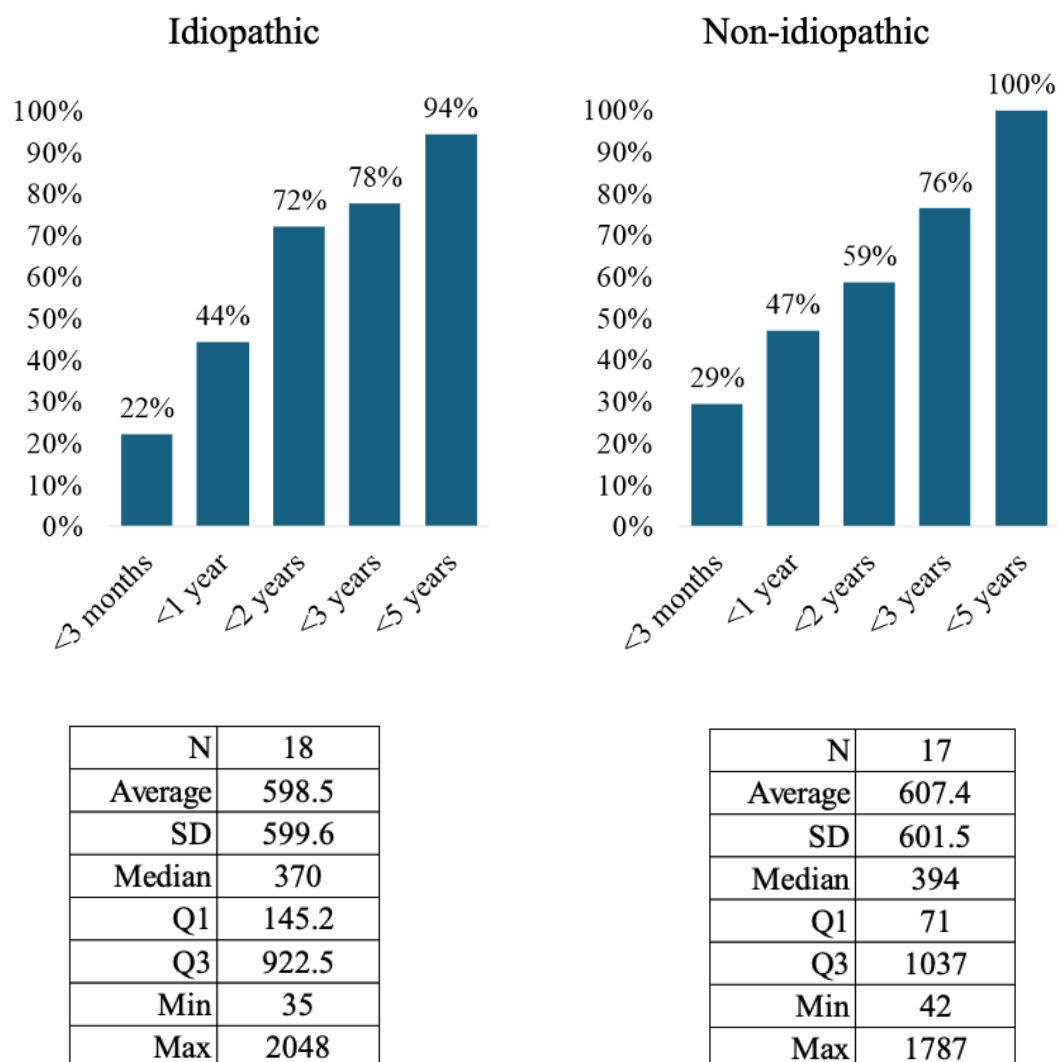 Idiopathic
100%
90%
80%
70%
60%
50%
40%
30%
20%
10%
0%
22%
44%
72%
78%
94%
<3 months
<1 year
<2 years
<3 years
<5 years
N 18
Average 598.5
SD 599.6
Median 370
Q1 145.2
Q3 922.5
Min 35
Max 2048
Non-idiopathic
100%
90%
80%
70%
60%
50%
40%
30%
20%
10%
0%
29%
47%
59%
76%
100%
<3 months
<1 year
<2 years
<3 years
<5 years
N 17
Average 607.4
SD 601.5
Median 394
Q1 71
Q3 1037
Min 42
Max 1787